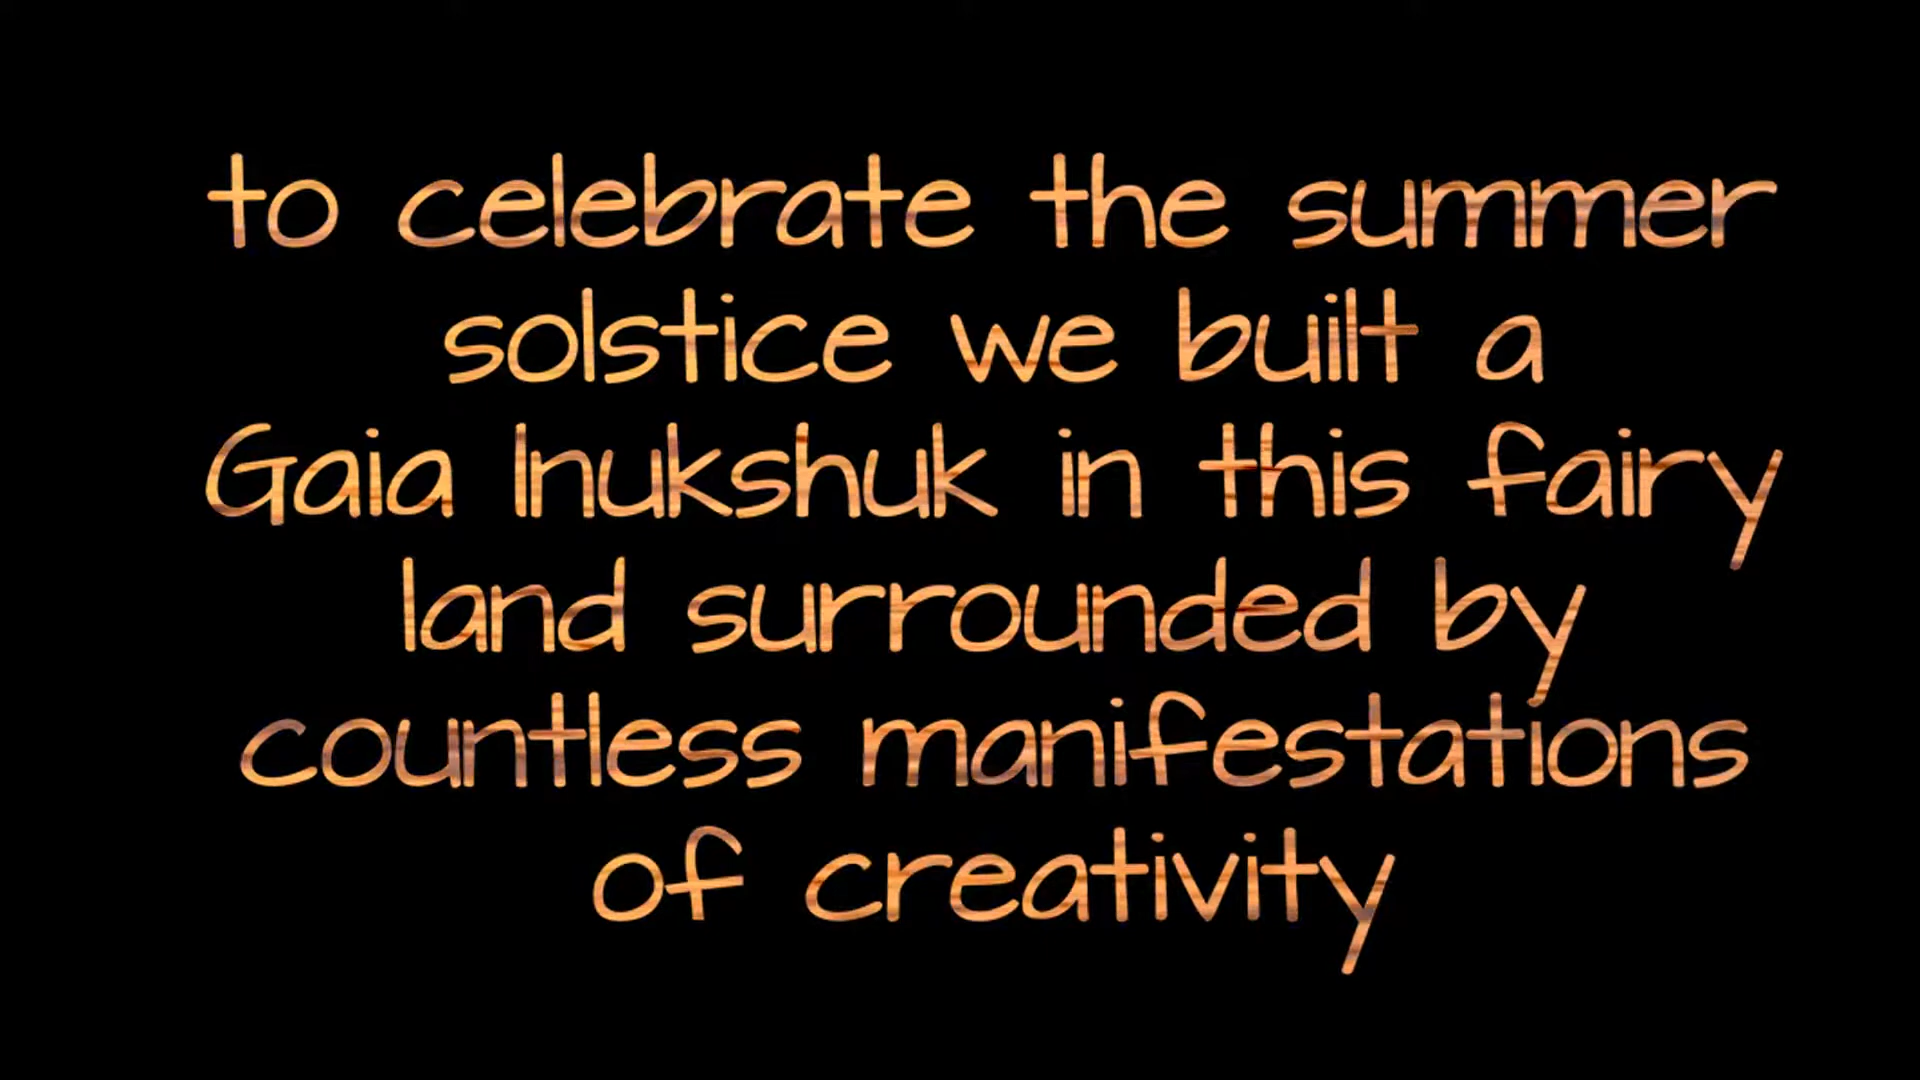 to celebrate the summer
solstice we built a
Gaia Inukshuk in this fairy
land surrounded by
countless manifestations
of creativity